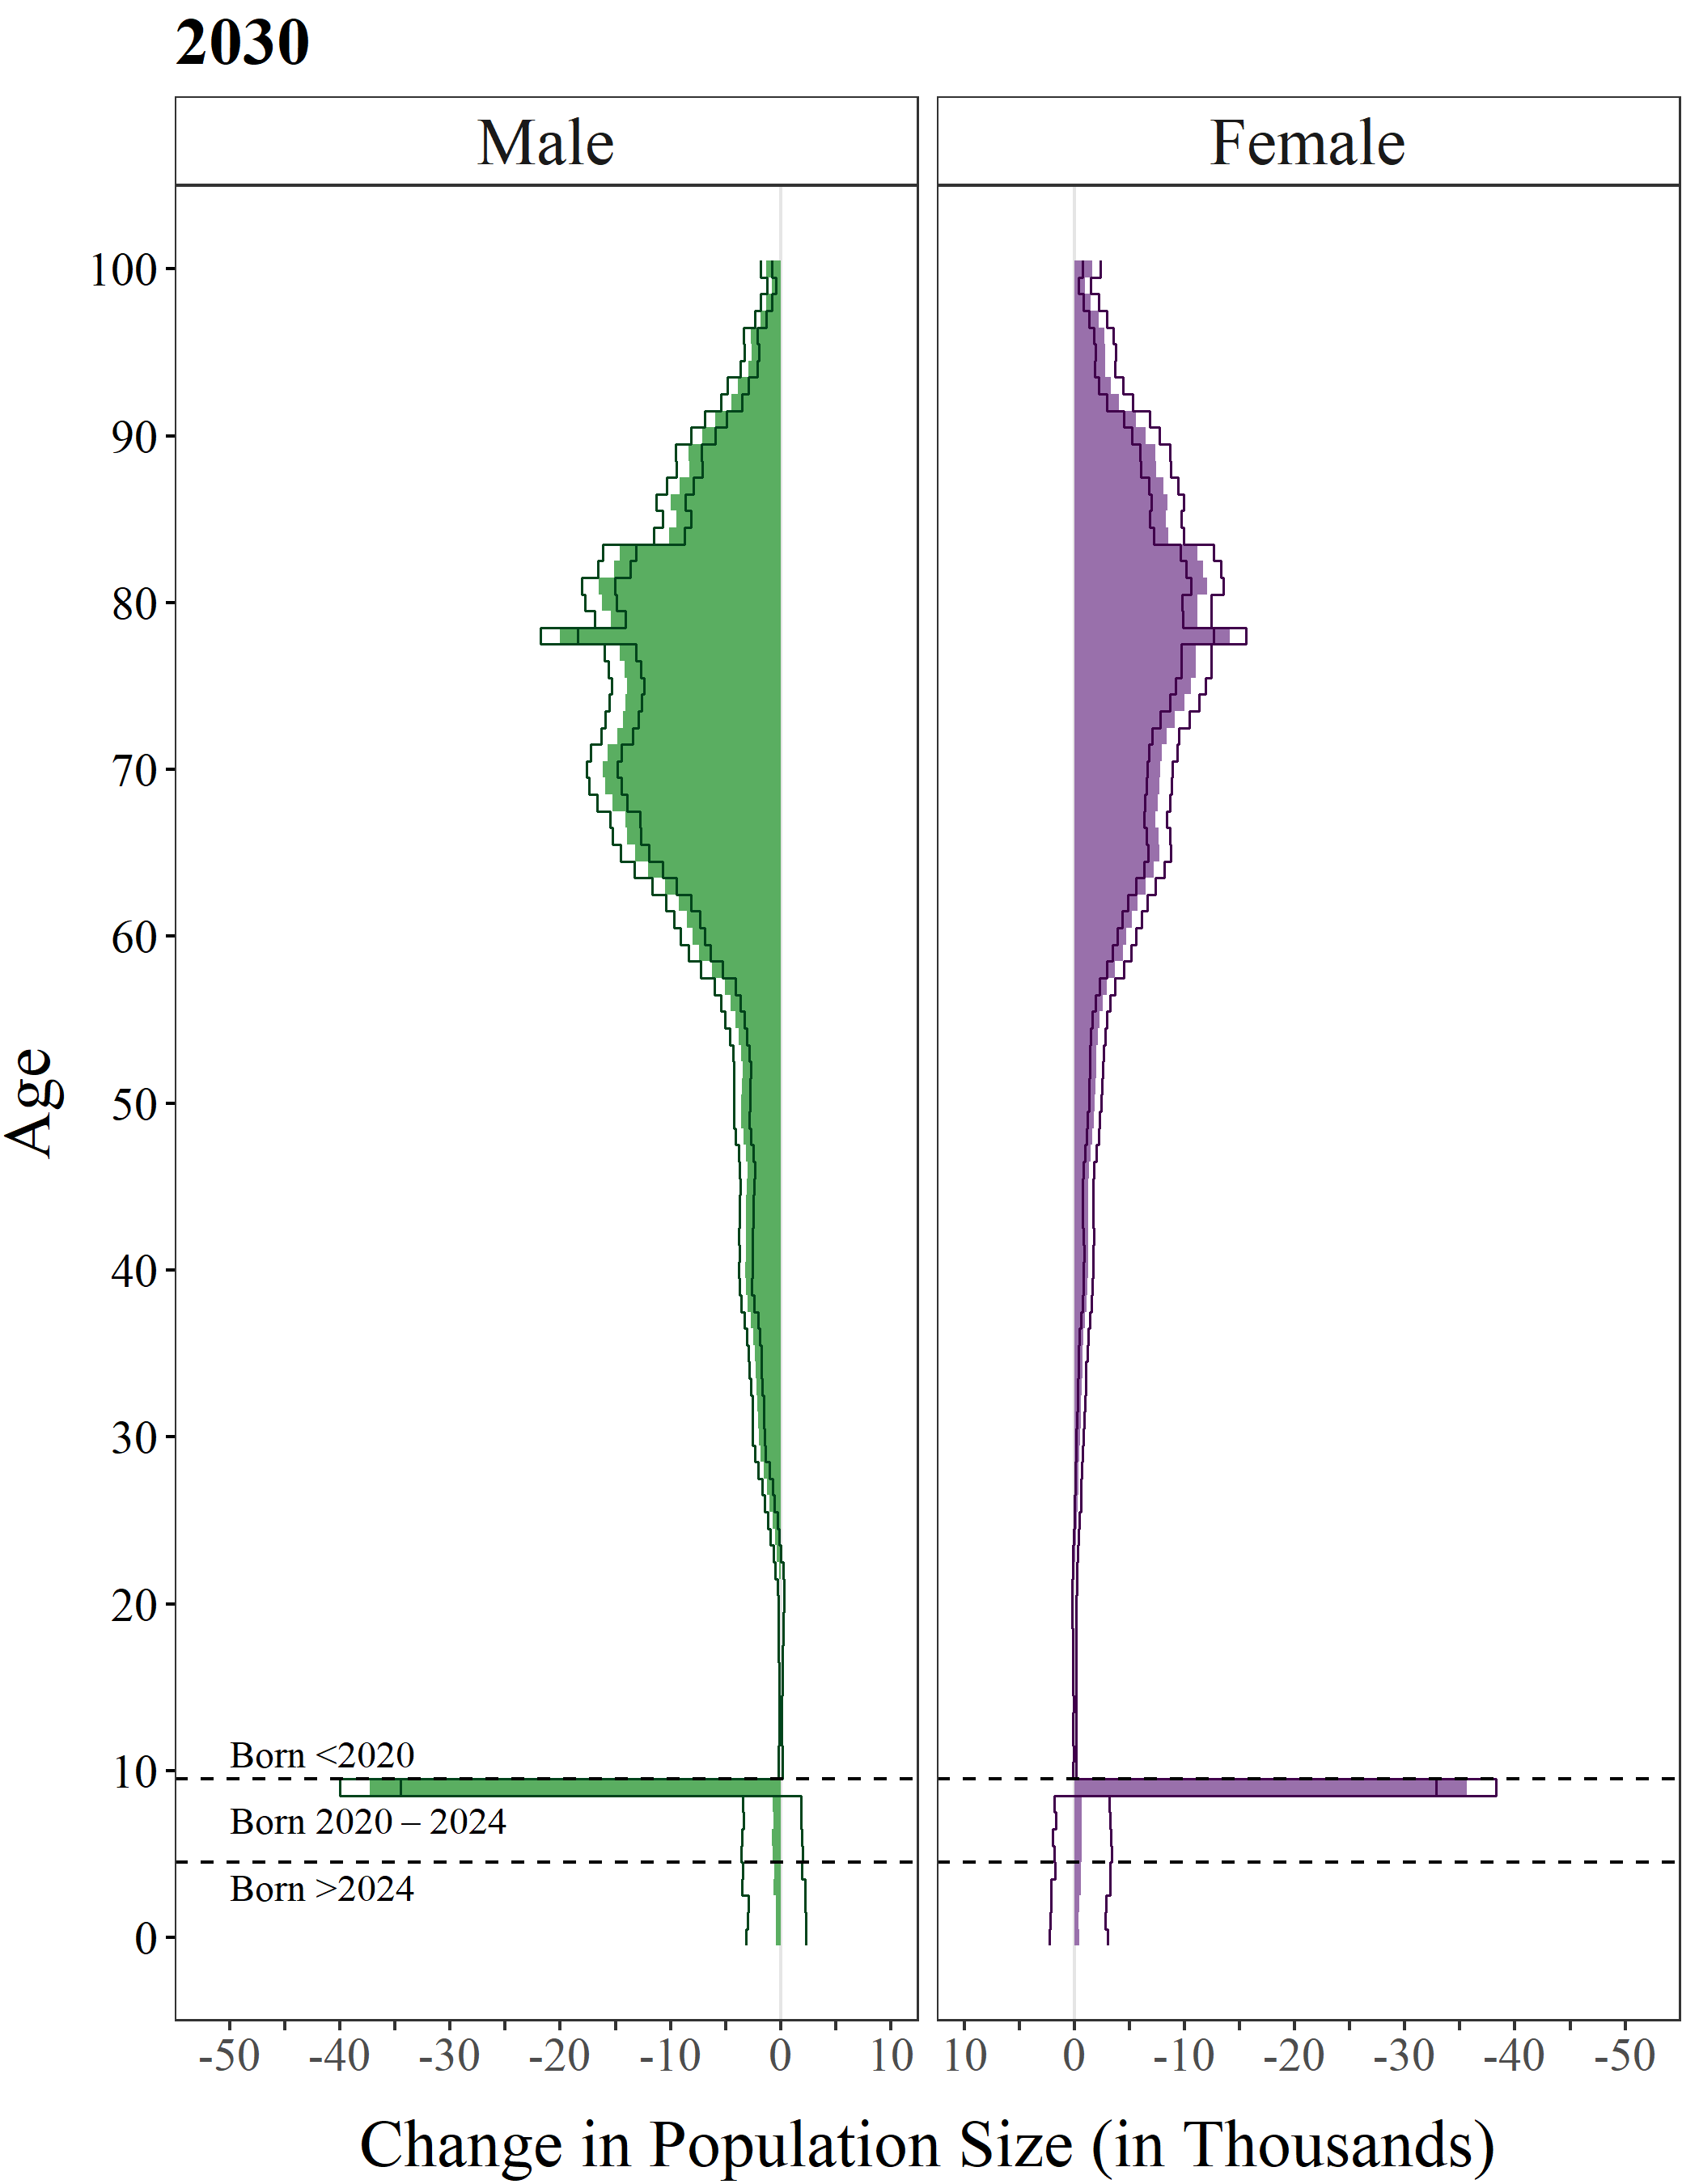 2030
Male Female
100
90
80
70
60
50
40
30
20
10
0
Age
Born <2020
Born 2020 – 2024
Born >2024
-50 -40 -30 -20 -10 0 10 10 0 -10 -20 -30 -40 -50
Change in Population Size (in Thousands)